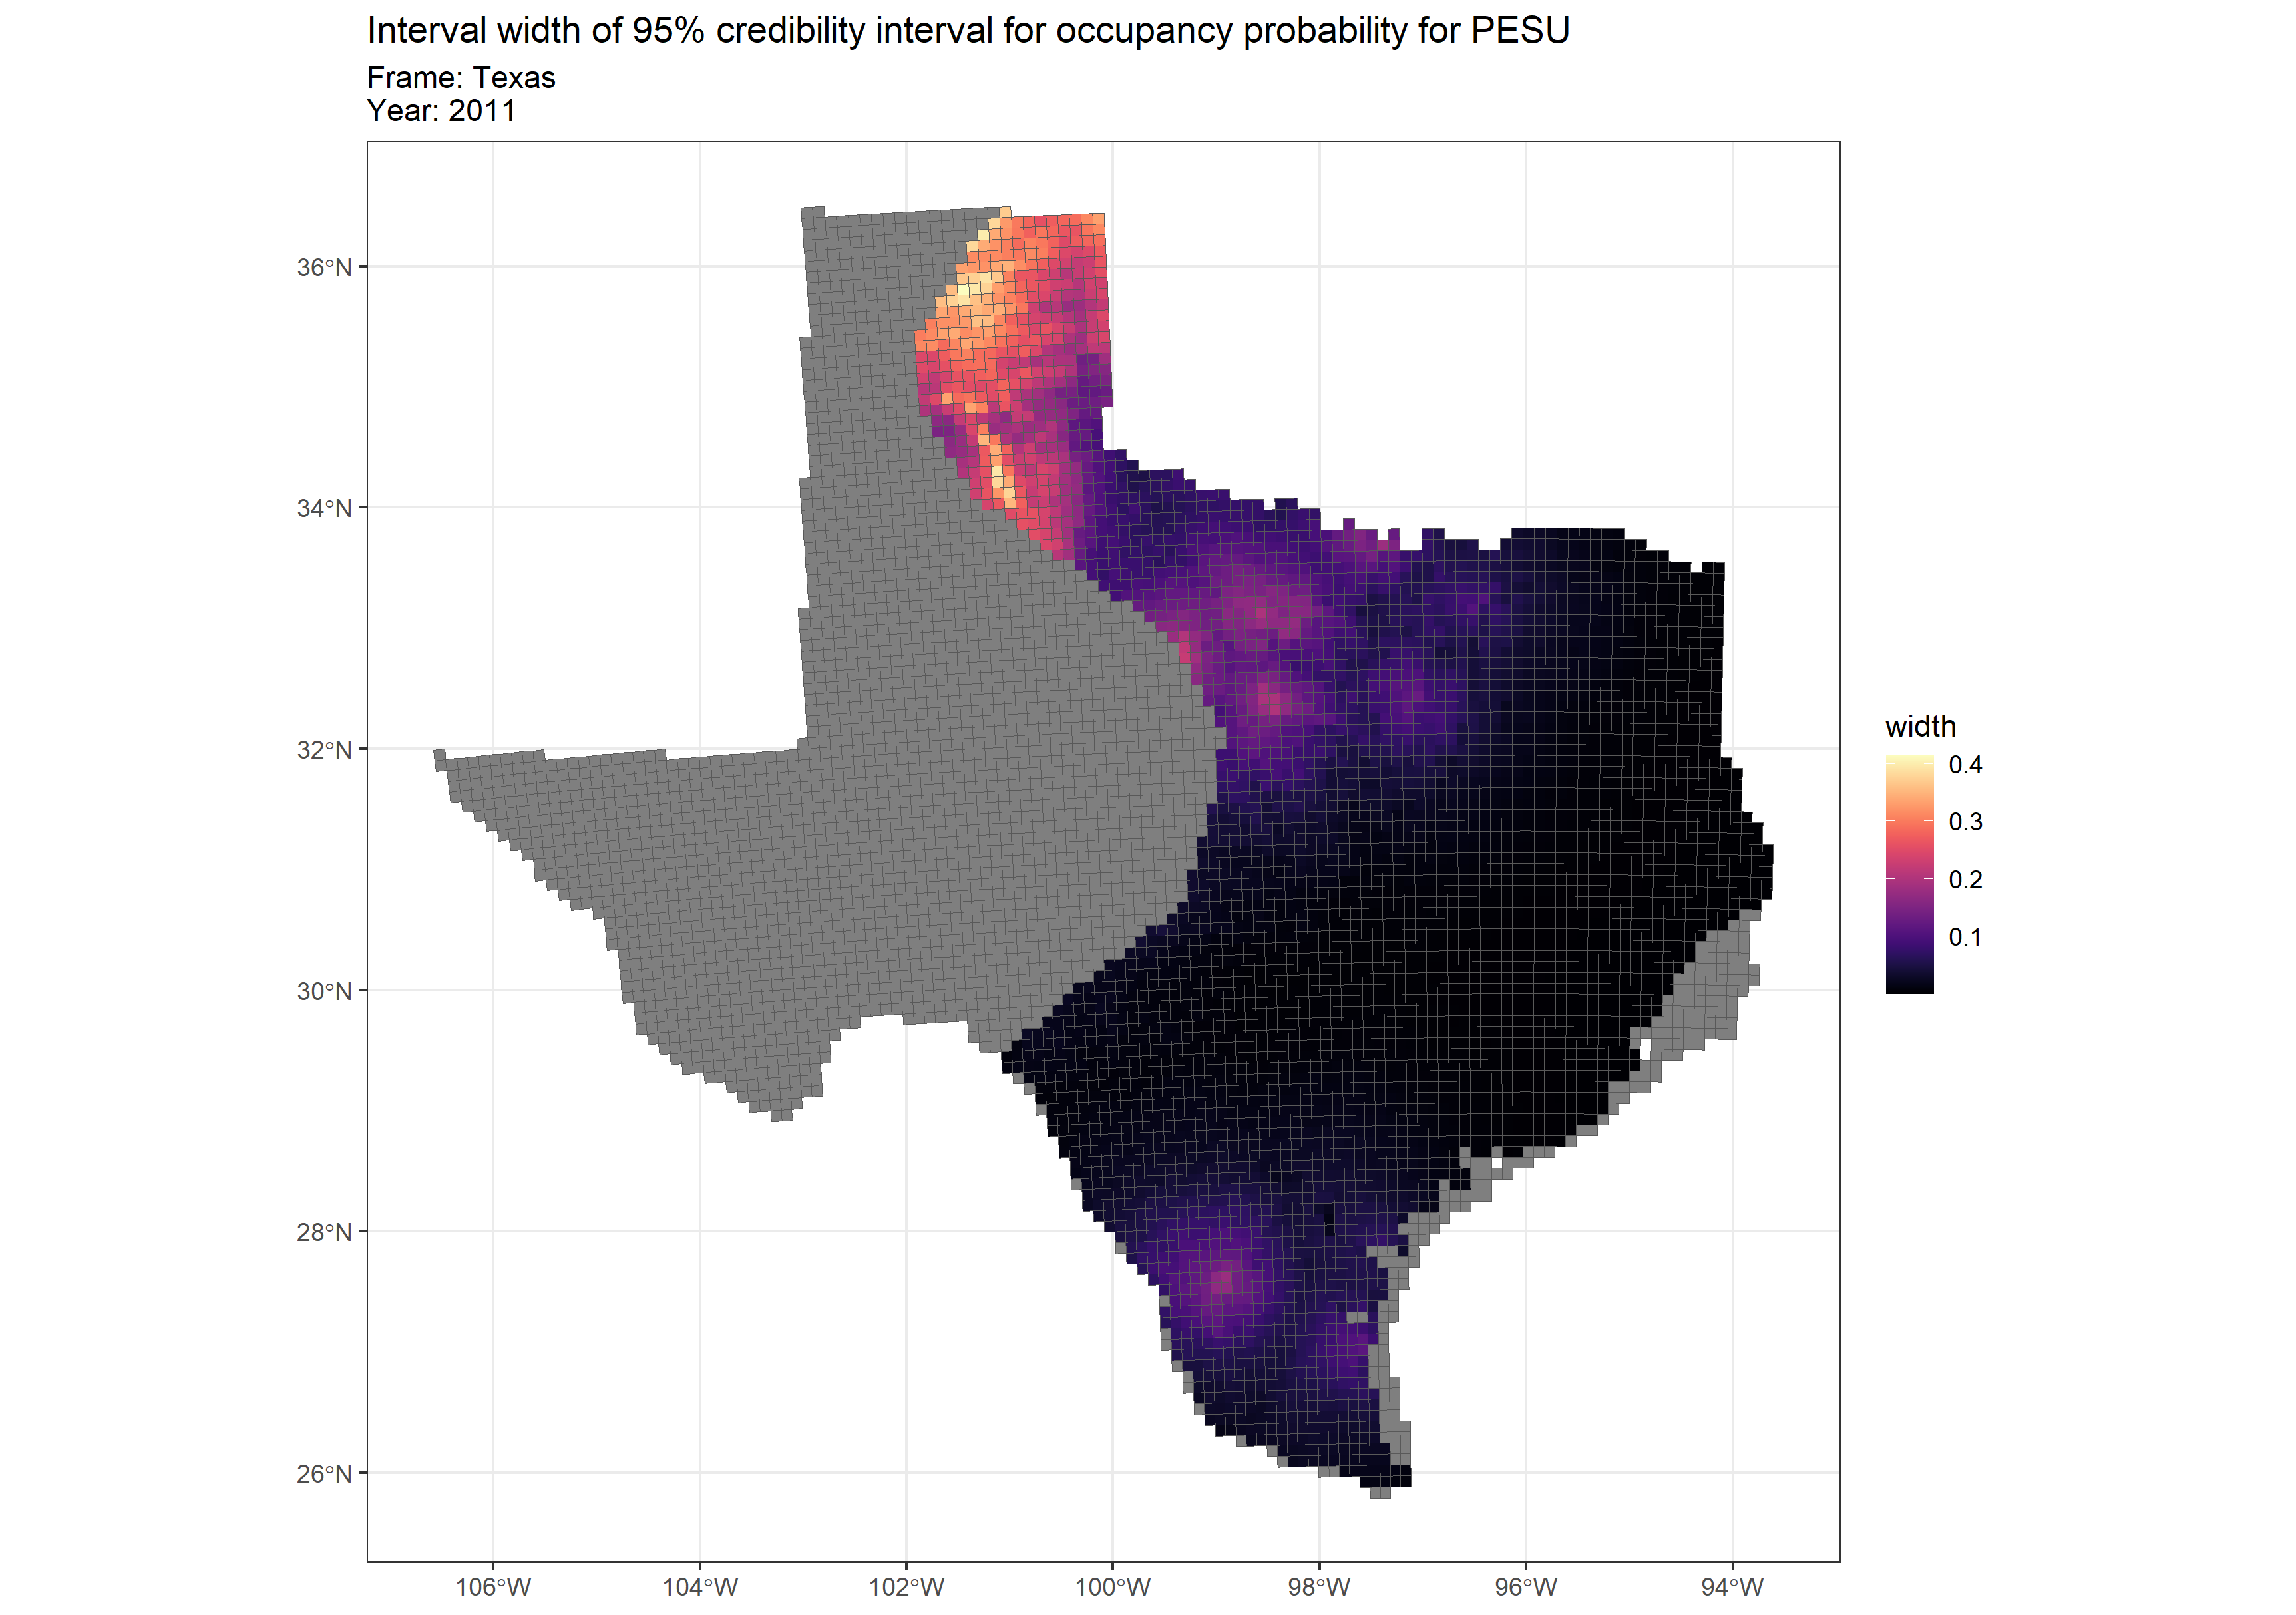 Interval width of 95% credibility interval for occupancy probability for PESU
Frame: Texas
Year: 2011
36°N
34°N
32°N
30°N
28°N
26°N
106°W
104°W
102°W
100°W
98°W
96°W
94°W
width
0.4
0.3
0.2
0.1